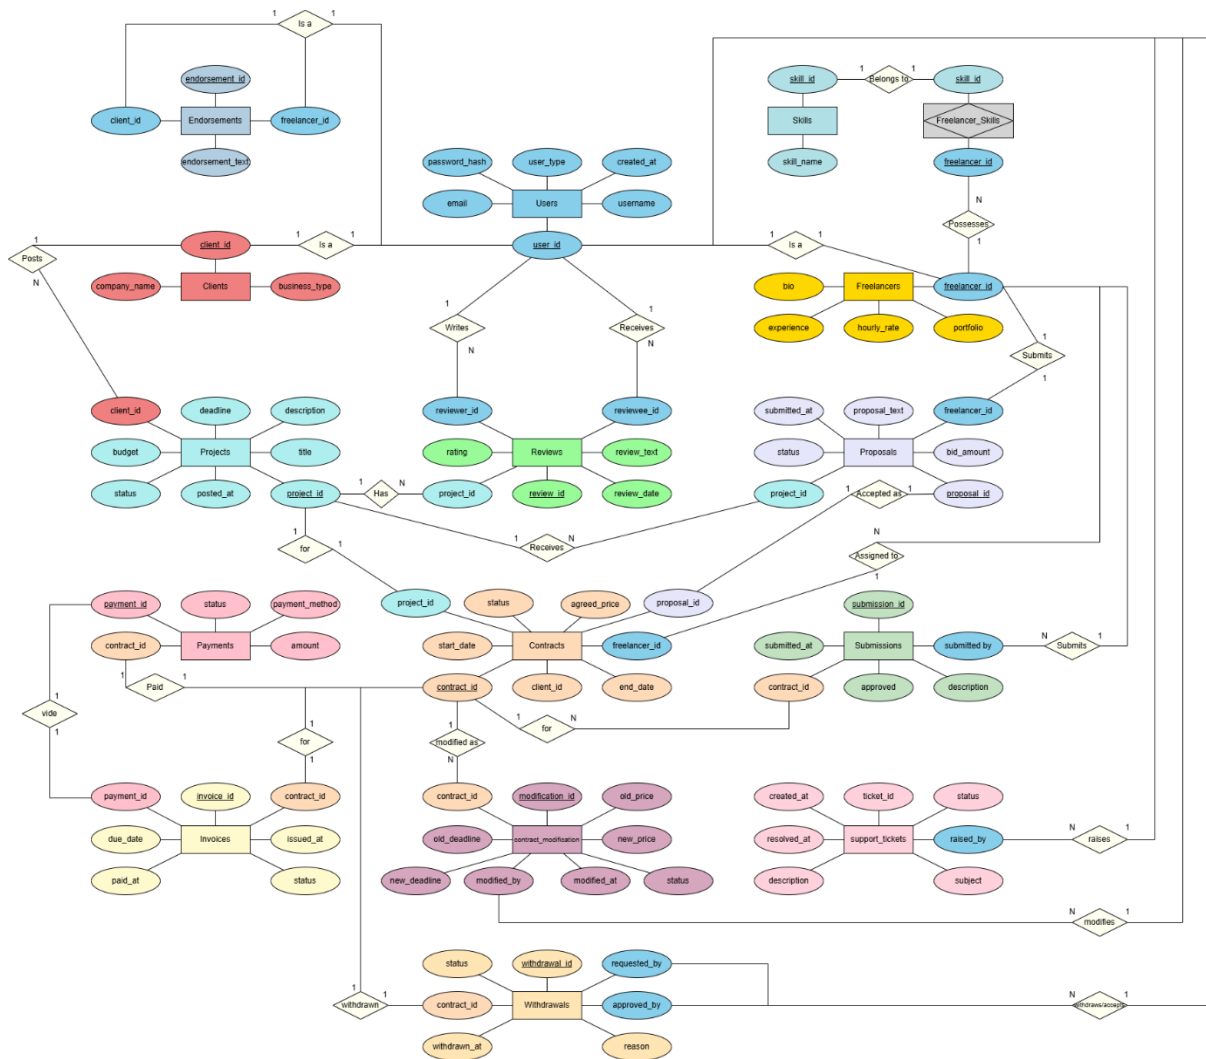 1
Is a
1
endorsement_id
client_id
Endorsements
freelancer_id
endorsement_text
skill_id
1
Belongs to
1
skill_id
Skills
Freelancer_Skills
skill_name
freelancer_id
N
Possesses
1
password_hash
user_type
created_at
email
Users
username
user_id
1
Posts
N
client_id
1
Is a
1
company_name
Clients
business_type
1
Is a
1
bio
Freelancers
freelancer_id
experience
hourly_rate
portfolio
1
Writes
N
1
Receives
N
1
Submits
1
client_id
deadline
description
budget
Projects
title
status
posted_at
project_id
1
Has
N
reviewer_id
reviewee_id
rating
Reviews
review_text
project_id
review_id
review_date
submitted_at
proposal_text
freelancer_id
status
Proposals
bid_amount
project_id
1
Accepted as
1
proposal_id
1
for
1
1
Receives
N
N
Assigned to
1
payment_id
status
payment_method
contract_id
Payments
amount
1
Paid
1
project_id
status
agreed_price
proposal_id
start_date
Contracts
freelancer_id
contract_id
client_id
end_date
submission_id
submitted_at
Submissions
submitted by
N
Submits
1
contract_id
approved
description
1
vide
1
1
for
1
1
modified as
N
1
for
N
payment_id
invoice_id
contract_id
due_date
Invoices
issued_at
paid_at
status
contract_id
modification_id
old_price
old_deadline
contract_modification
new_price
new_deadline
modified_by
modified_at
status
created_at
ticket_id
status
resolved_at
support_tickets
raised_by
N
raises
1
description
subject
N
modifies
1
status
withdrawal_id
requested_by
1
withdrawn
1
contract_id
Withdrawals
approved_by
N
withdraws/accepts
1
withdrawn_at
reason